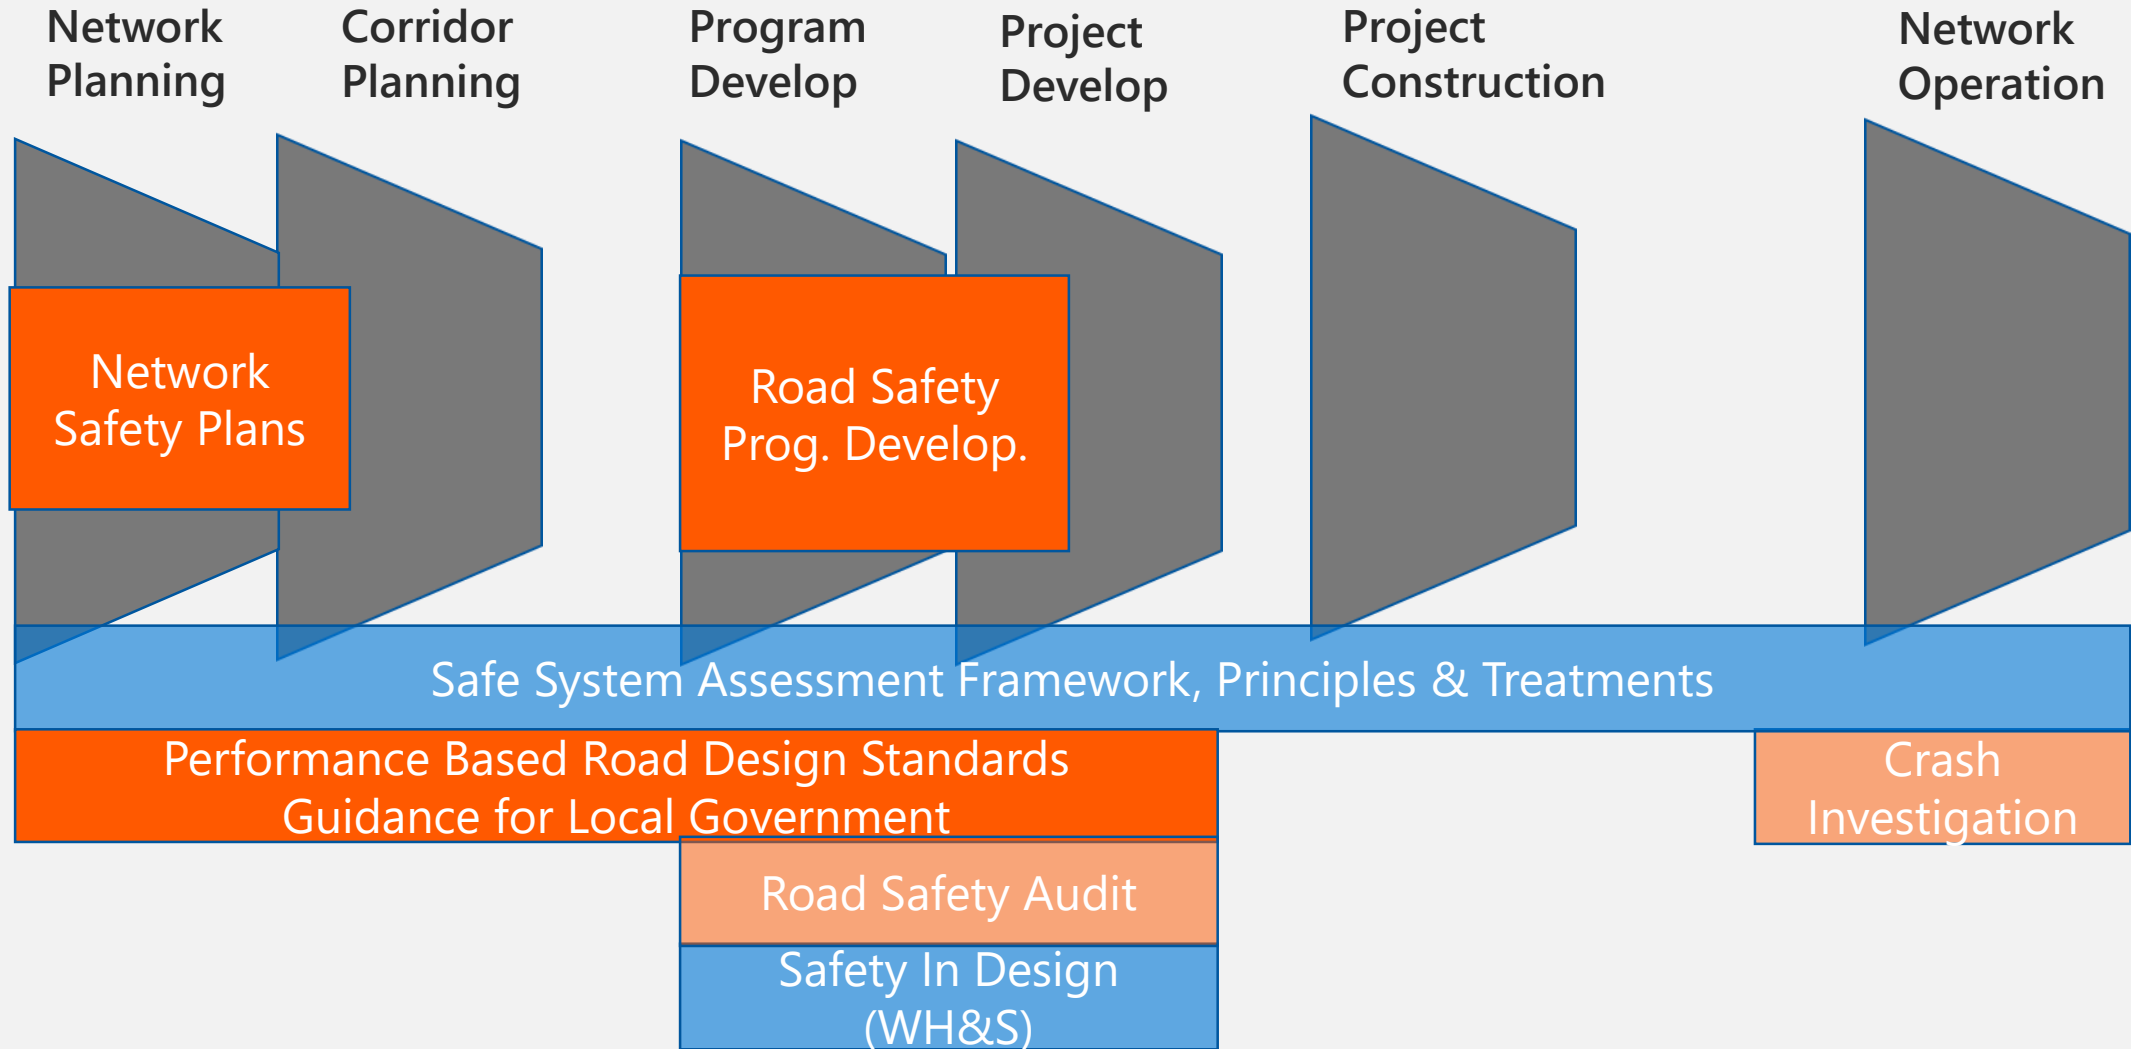 Network
Planning
Corridor
Planning
Program
Develop
Project
Develop
Project
Construction
Network
Operation
Network
Safety Plans
Road Safety
Prog. Develop.
Safe System Assessment Framework, Principles & Treatments
Performance Based Road Design Standards
Guidance for Local Government
Crash
Investigation
Road Safety Audit
Safety In Design
(WH&S)